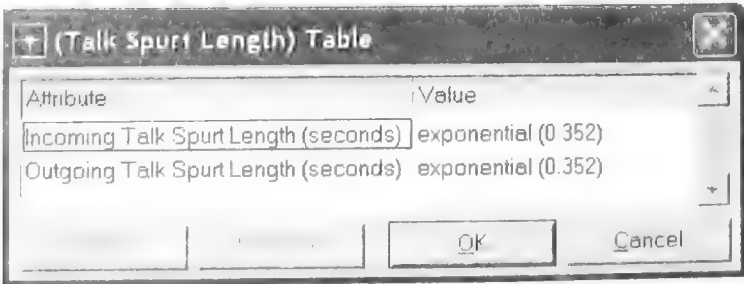 (Talk Spurt Length) Table
Attribute Value
Incoming Talk Spurt Length (seconds) exponential (0 352)
Outgoing Talk Spurt Length (seconds) exponential (0.352)
OK Cancel